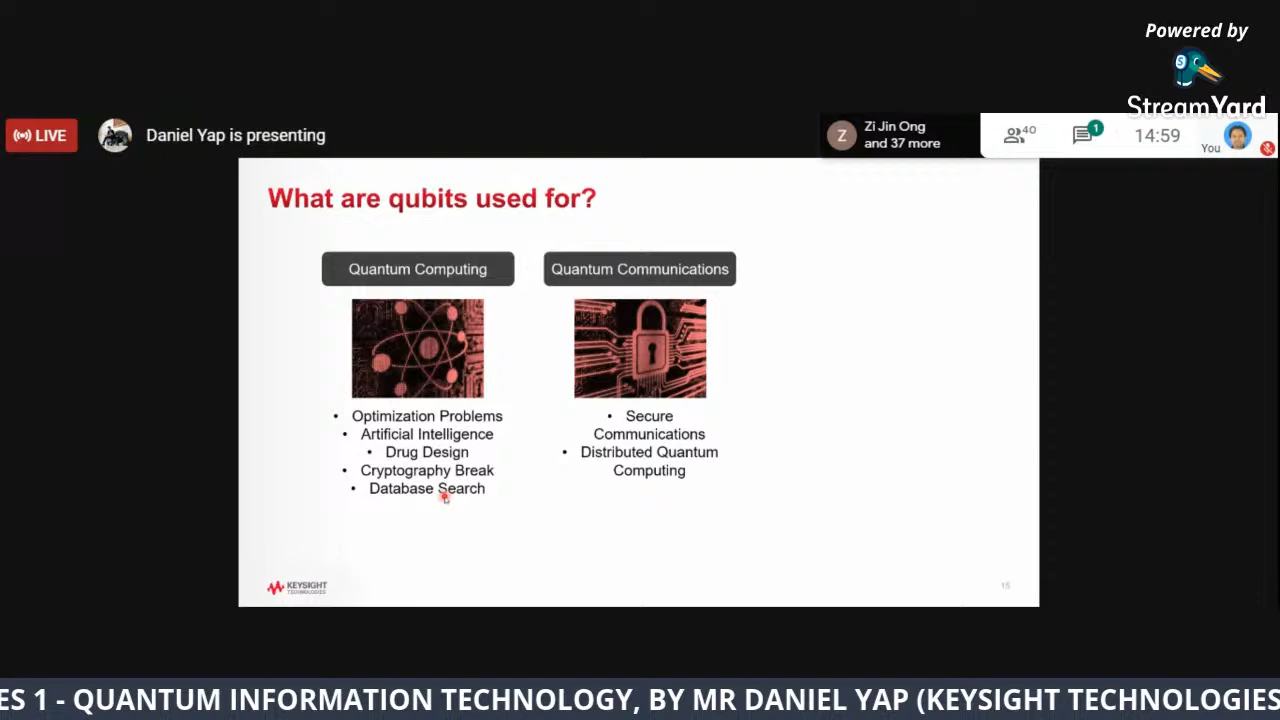 Powered by
StreamYard
LIVE
Daniel Yap is presenting
Z
Zi Jin Ong
and 37 more
40
1
14:59
You
What are qubits used for?
Quantum Computing
Quantum Communications
• Optimization Problems
• Artificial Intelligence
• Drug Design
• Cryptography Break
• Database Search
• Secure
Communications
• Distributed Quantum
Computing
KEYSIGHT
TECHNOLOGIES
15
ES 1 - QUANTUM INFORMATION TECHNOLOGY, BY MR DANIEL YAP (KEYSIGHT TECHNOLOGIES